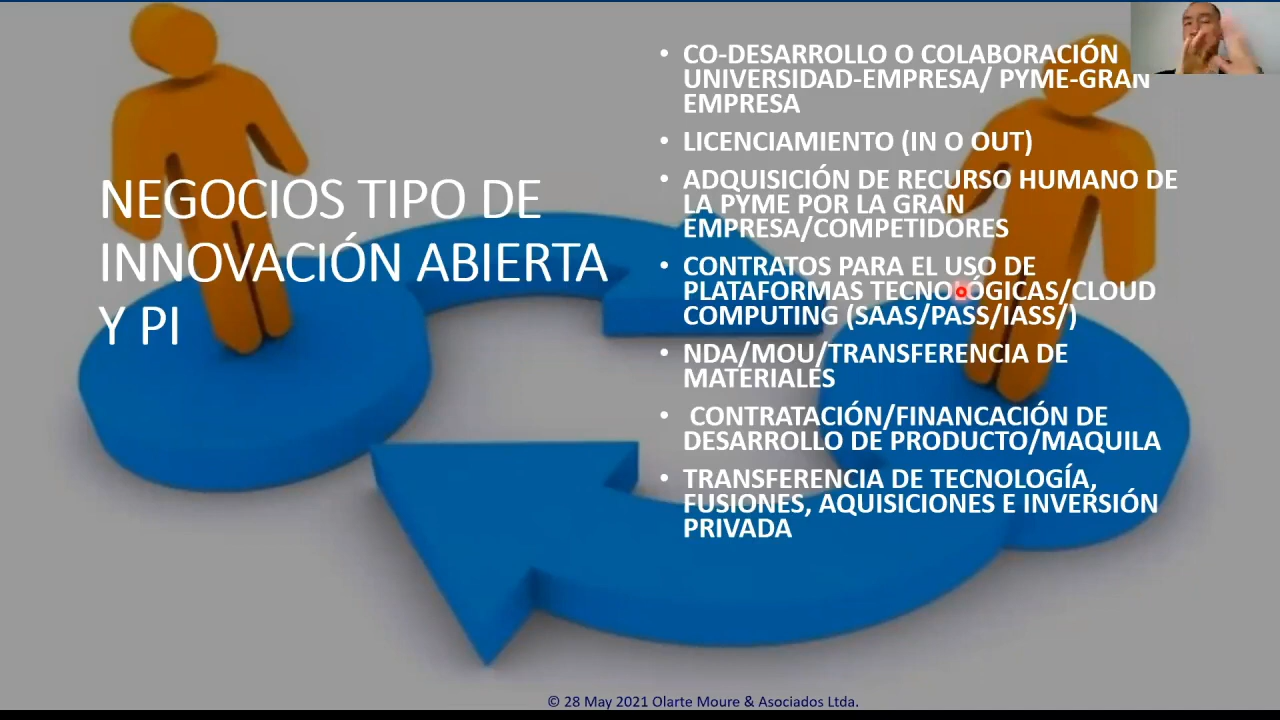 NEGOCIOS TIPO DE
INNOVACIÓN ABIERTA
Y PI
• CO-DESARROLLO O COLABORACIÓN
UNIVERSIDAD-EMPRESA/ PYME-GRAN
EMPRESA
• LICENCIAMIENTO (IN O OUT)
• ADQUISICIÓN DE RECURSO HUMANO DE
LA PYME POR LA GRAN
EMPRESA/COMPETIDORES
• CONTRATOS PARA EL USO DE
PLATAFORMAS TECNOLÓGICAS/CLOUD
COMPUTING (SAAS/PASS/IASS/)
• NDA/MOU/TRANSFERENCIA DE
MATERIALES
• CONTRATACIÓN/FINANCACIÓN DE
DESARROLLO DE PRODUCTO/MAQUILA
• TRANSFERENCIA DE TECNOLOGÍA,
FUSIONES, AQUISICIONES E INVERSIÓN
PRIVADA
© 28 May 2021 Olarte Moure & Asociados Ltda.